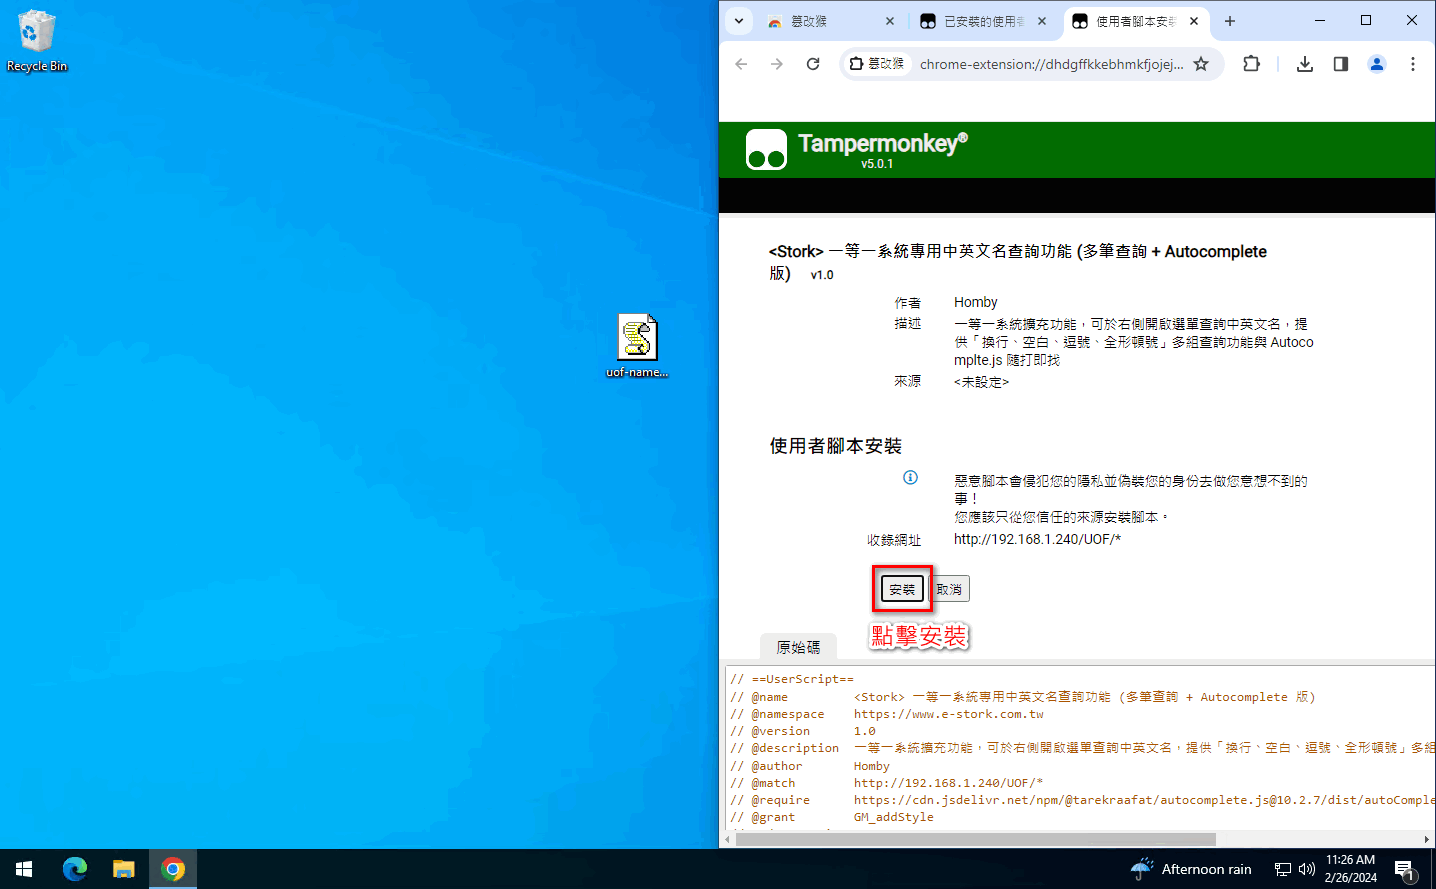 Recycle Bin
uof-name...
篡改猴
已安裝的使用者
使用者腳本安裝
篡改猴
chrome-extension://dhdgffkkebhmkfjojej...
Tampermonkey®
v5.0.1
<Stork> 一等一系統專用中英文名查詢功能 (多筆查詢 + Autocomplete
版) v1.0
作者 Homby
描述 一等一系統擴充功能，可於右側開啟選單查詢中英文名，提
供「換行、空白、逗號、全形頓號」多組查詢功能與 Autoco
mplte.js 隨打即找
來源 <未設定>
使用者腳本安裝
惡意腳本會侵犯您的隱私並偽裝您的身份去做您意想不到的
事！
您應該只從您信任的來源安裝腳本。
收錄網址 http://192.168.1.240/UOF/*
安裝 取消
點擊安裝
原始碼
// ==UserScript==
// @name <Stork> 一等一系統專用中英文名查詢功能 (多筆查詢 + Autocomplete 版)
// @namespace https://www.e-stork.com.tw
// @version 1.0
// @description 一等一系統擴充功能，可於右側開啟選單查詢中英文名，提供「換行、空白、逗號、全形頓號」多組
// @author Homby
// @match http://192.168.1.240/UOF/*
// @require https://cdn.jsdelivr.net/npm/@tarekraafat/autocomplete.js@10.2.7/dist/autoComple
// @grant GM_addStyle
Afternoon rain
11:26 AM
2/26/2024
1